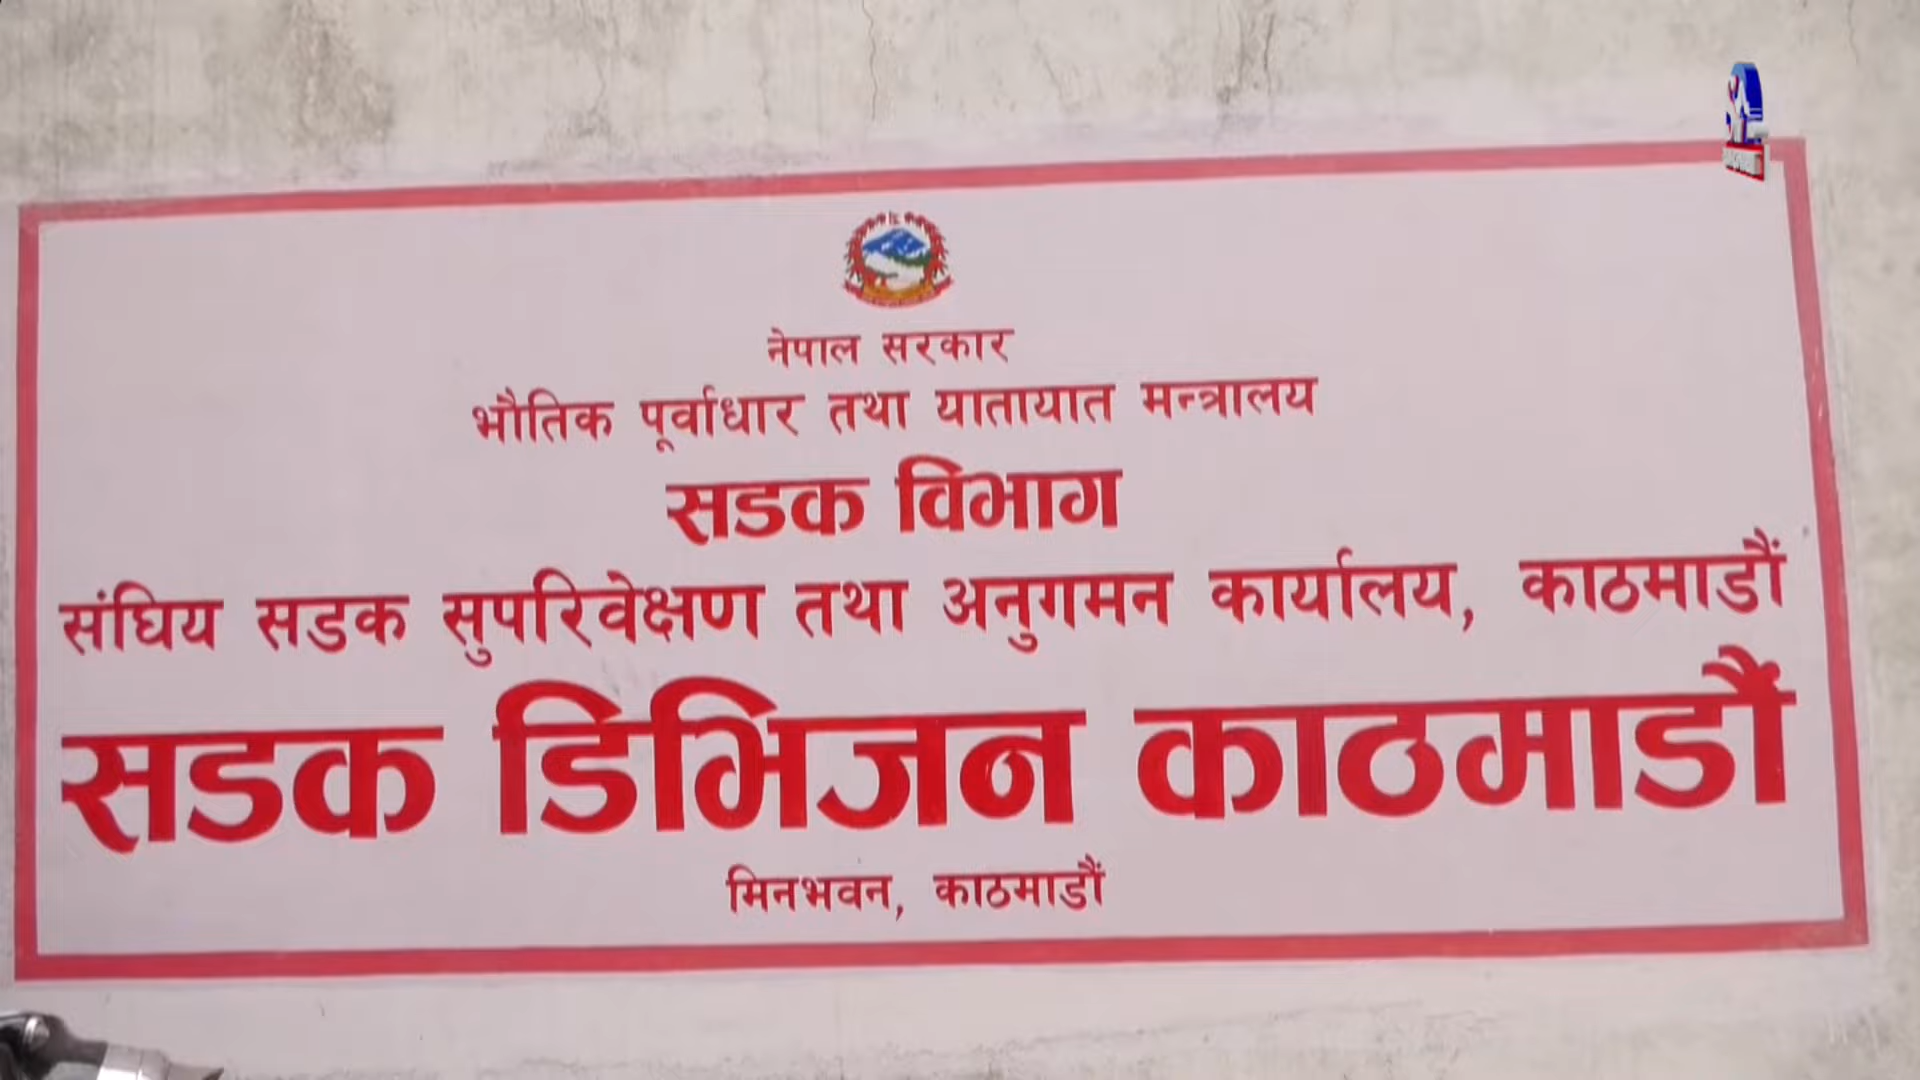 नेपाल सरकार
भौतिक पूर्वाधार तथा यातायात मन्त्रालय
सडक विभाग
संघिय सडक सुपरिवेक्षण तथा अनुगमन कार्यालय, काठमाडौं
सडक डिभिजन काठमाडौं
मिनभवन, काठमाडौं